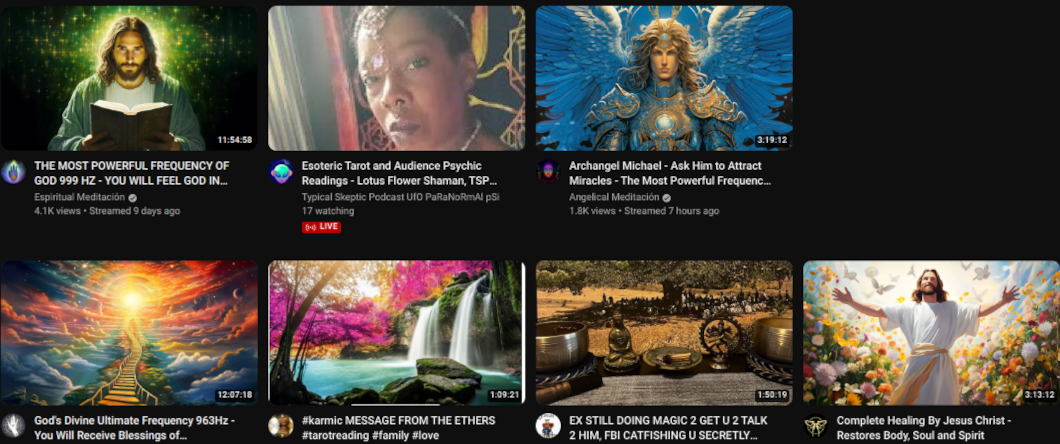 11:54:58
THE MOST POWERFUL FREQUENCY OF
GOD 999 HZ - YOU WILL FEEL GOD IN...
Espiritual Meditación
4.1K views • Streamed 9 days ago
Esoteric Tarot and Audience Psychic
Readings - Lotus Flower Shaman, TSP...
Typical Skeptic Podcast UfO PaRaNoRmAl pSi
17 watching
LIVE
3:19:12
Archangel Michael - Ask Him to Attract
Miracles - The Most Powerful Frequenc...
Angelical Meditación
1.8K views • Streamed 7 hours ago
12:07:18
God's Divine Ultimate Frequency 963Hz -
You Will Receive Blessings of...
1:09:21
#karmic MESSAGE FROM THE ETHERS
#tarotreading #family #love
1:50:19
EX STILL DOING MAGIC 2 GET U 2 TALK
2 HIM, FBI CATFISHING U SECRETLY...
3:13:12
Complete Healing By Jesus Christ -
Restores Body, Soul and Spirit